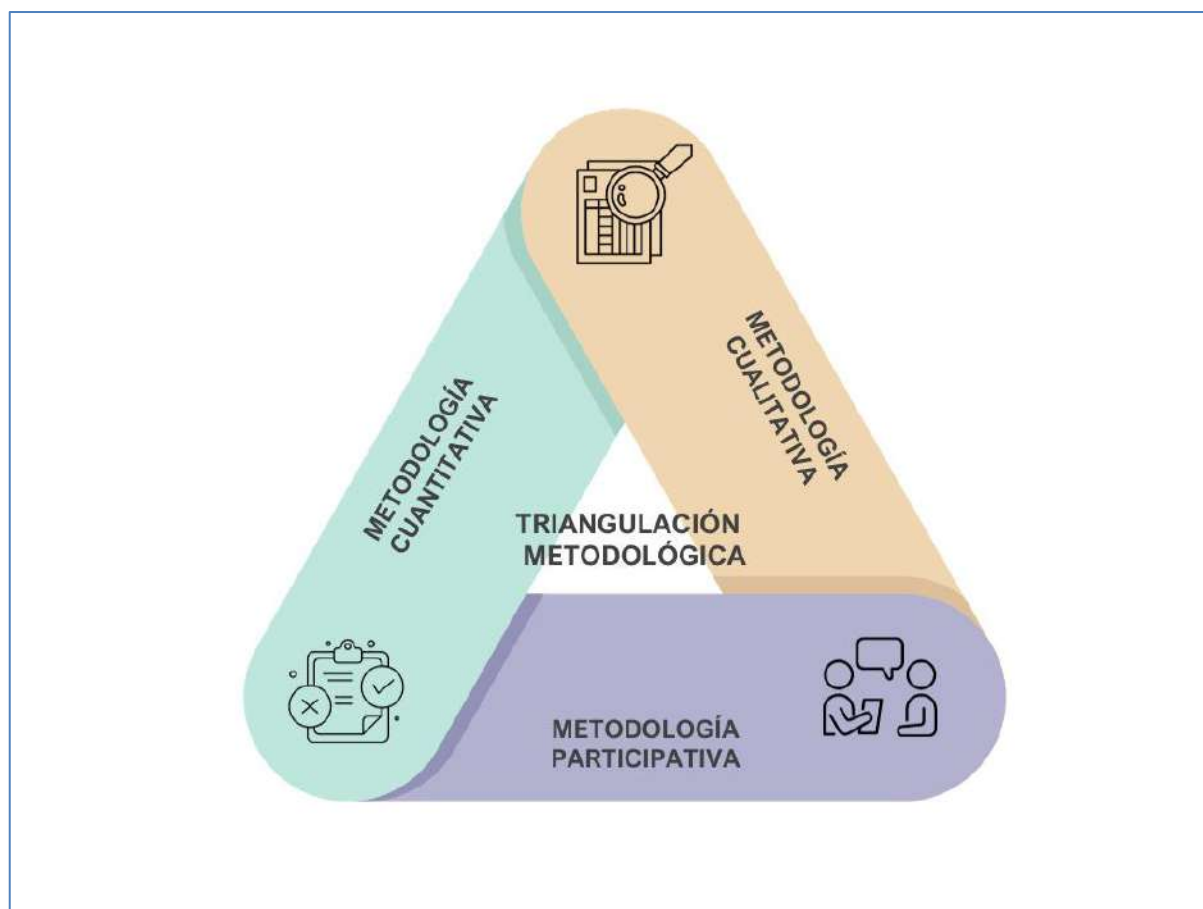 METODOLOGÍA
CUANTITATIVA
METODOLOGÍA
CUALITATIVA
TRIANGULACIÓN
METODOLÓGICA
METODOLOGÍA
PARTICIPATIVA